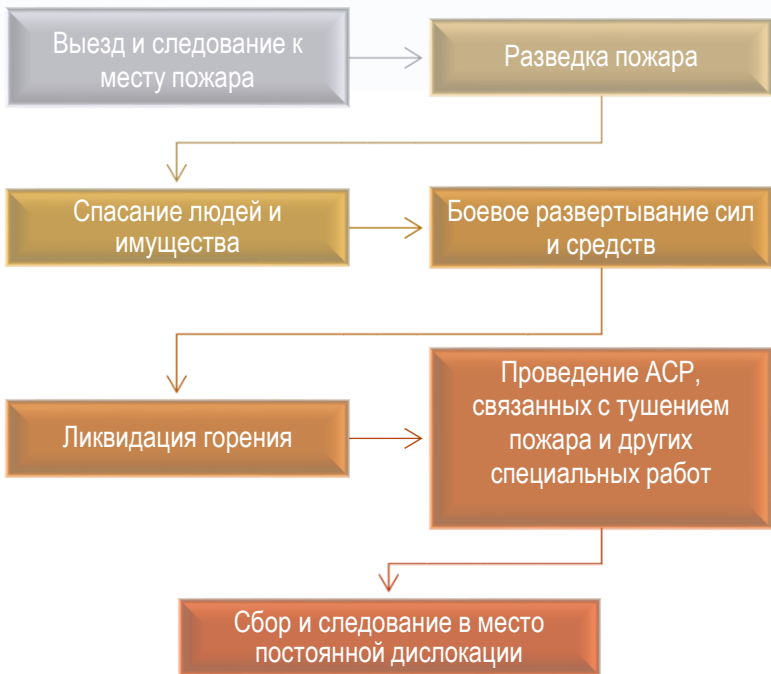 Выезд и следование к
месту пожара
Разведка пожара
Спасание людей и
имущества
Боевое развертывание сил
и средств
Ликвидация горения
Проведение АСР,
связанных с тушением
пожара и других
специальных работ
Сбор и следование в место
постоянной дислокации